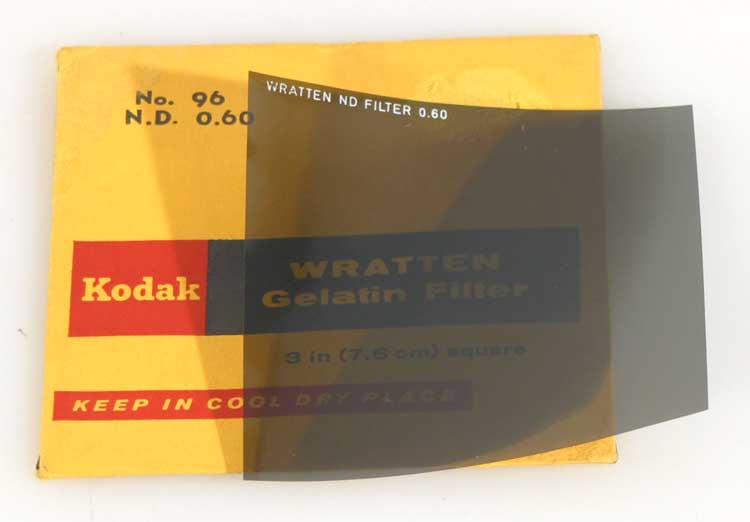 No. 96
N.D. 0.60
WRATTEN ND FILTER 0.60
Kodak
WRATTEN
Gelatin Filter
3 in (7.6 cm) square
KEEP IN COOL DRY PLACE